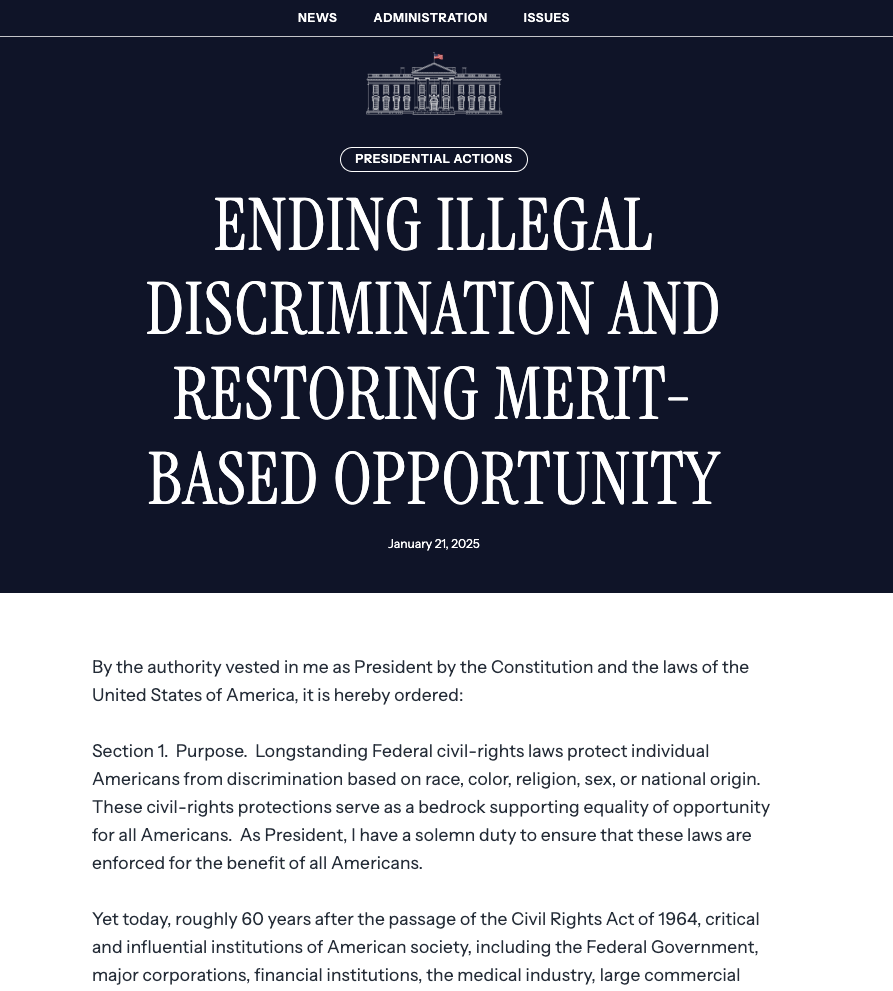 NEWS ADMINISTRATION ISSUES
PRESIDENTIAL ACTIONS
ENDING ILLEGAL
DISCRIMINATION AND
RESTORING MERIT-
BASED OPPORTUNITY
January 21, 2025
By the authority vested in me as President by the Constitution and the laws of the
United States of America, it is hereby ordered:
Section 1.  Purpose.  Longstanding Federal civil-rights laws protect individual
Americans from discrimination based on race, color, religion, sex, or national origin.
These civil-rights protections serve as a bedrock supporting equality of opportunity
for all Americans.  As President, I have a solemn duty to ensure that these laws are
enforced for the benefit of all Americans.
Yet today, roughly 60 years after the passage of the Civil Rights Act of 1964, critical
and influential institutions of American society, including the Federal Government,
major corporations, financial institutions, the medical industry, large commercial